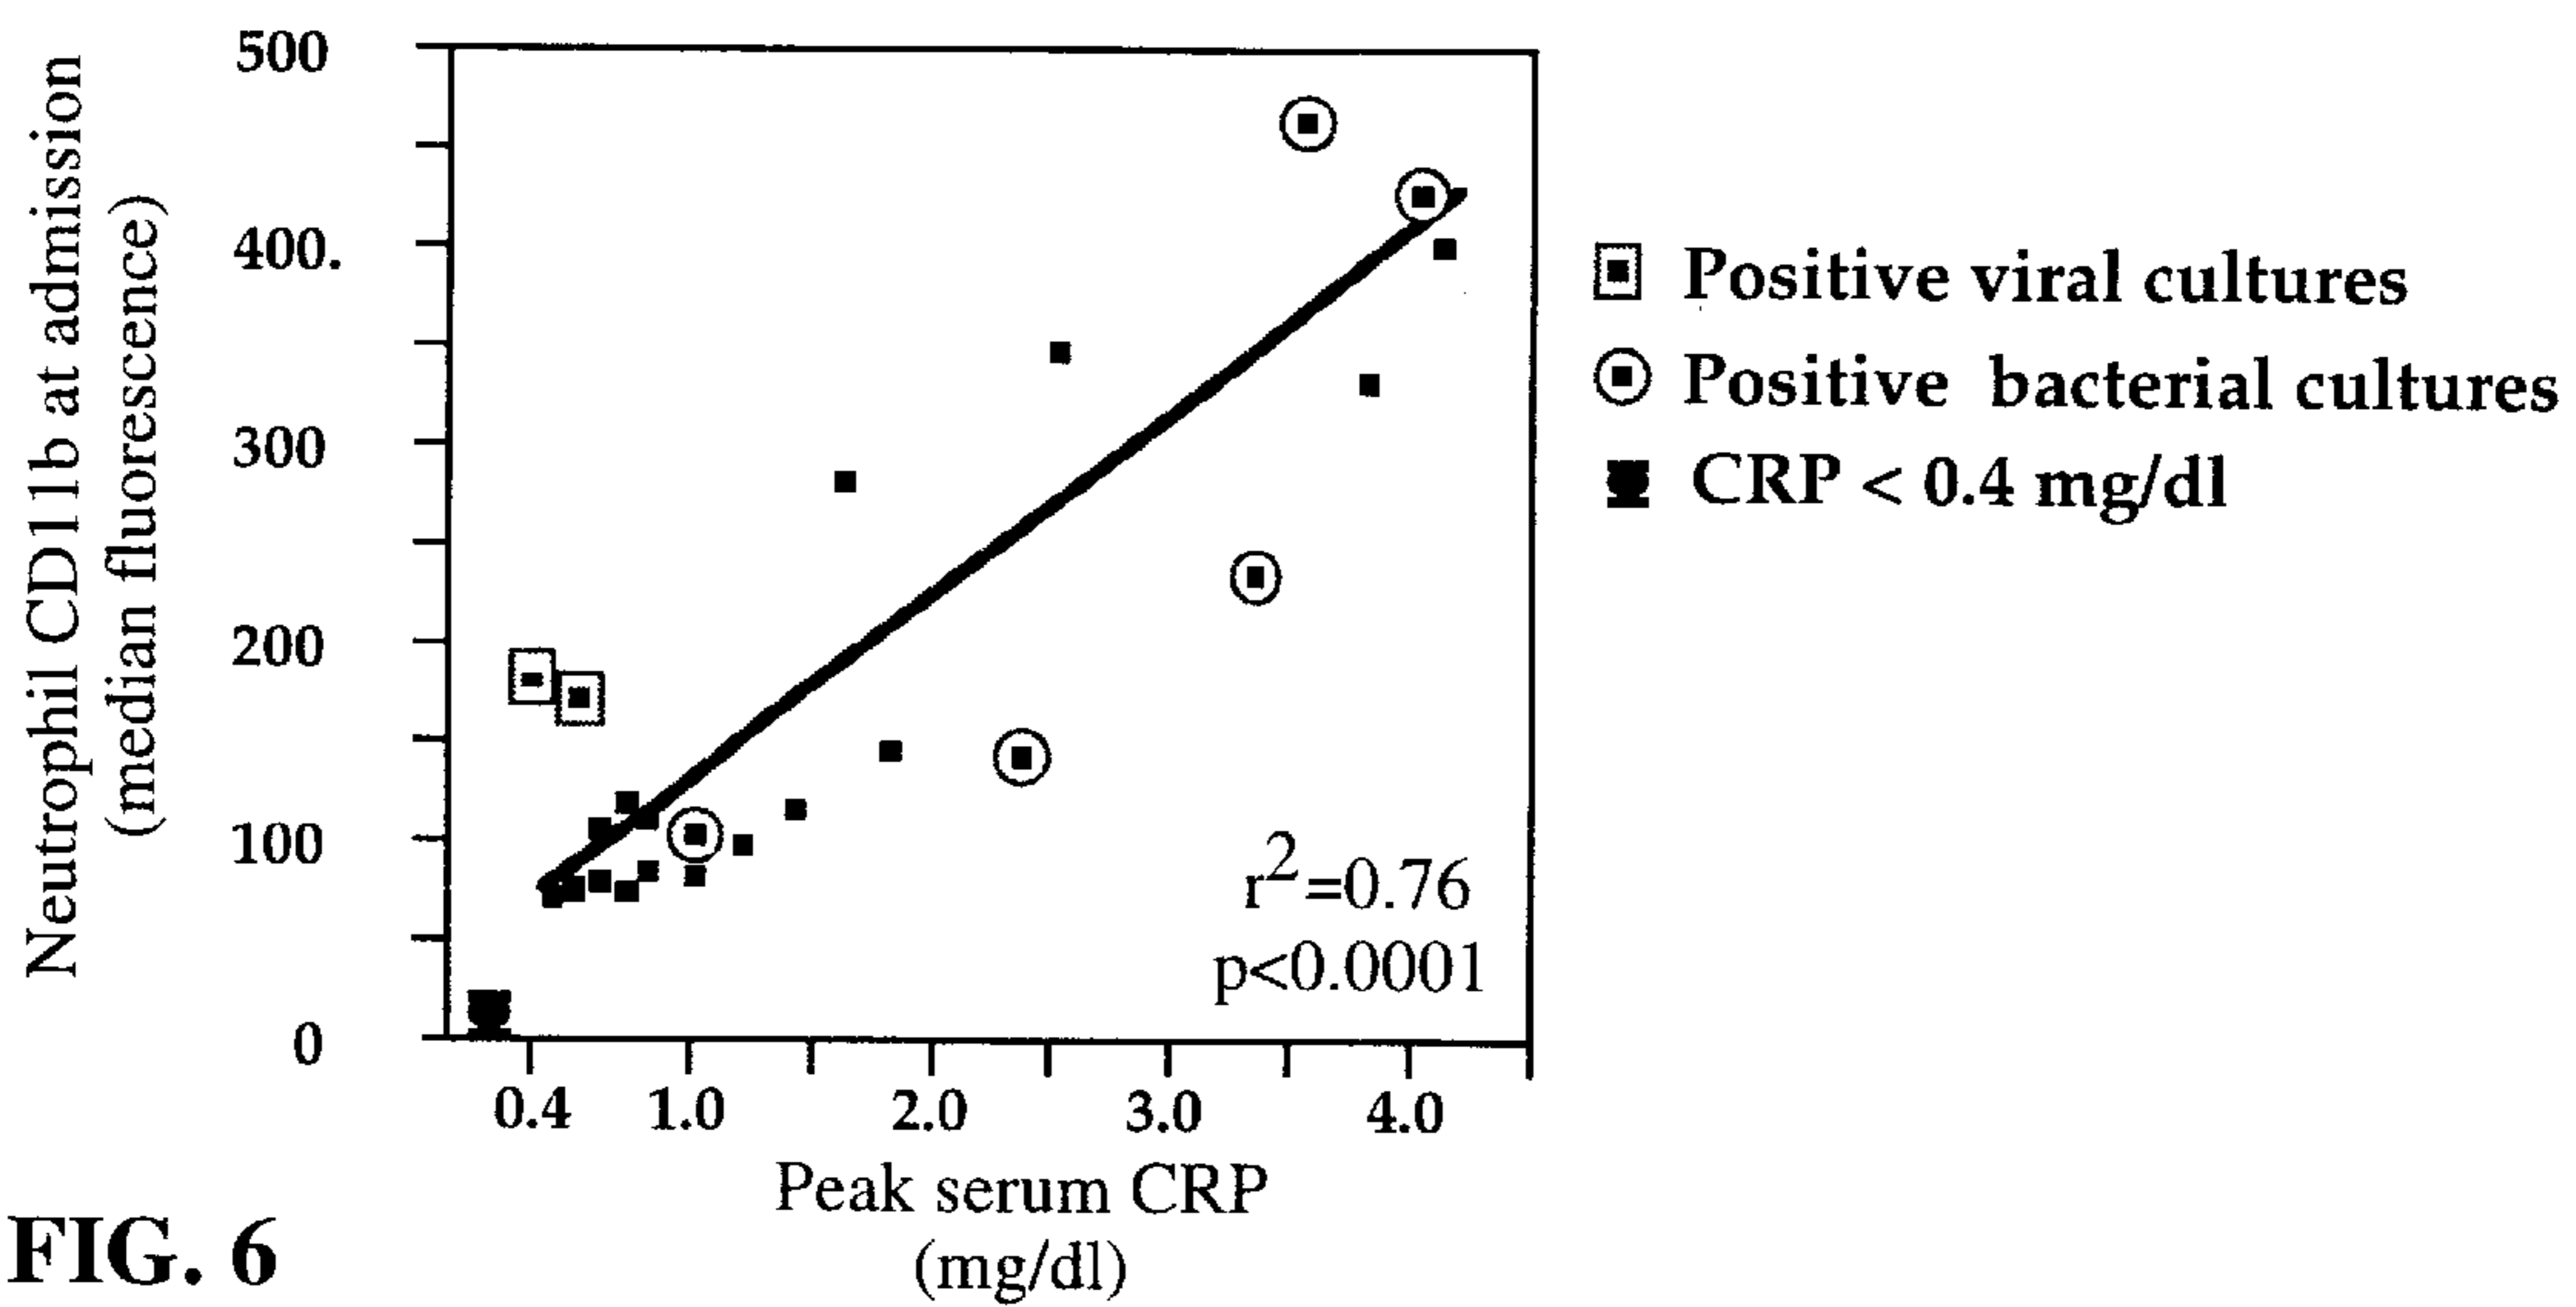 Neutrophil CD11b at admission
(median fluorescence)
500
400.
300
200
100
0
0.4 1.0 2.0 3.0 4.0
Peak serum CRP
(mg/dl)
r2=0.76
p<0.0001
Positive viral cultures
Positive bacterial cultures
CRP < 0.4 mg/dl
FIG. 6